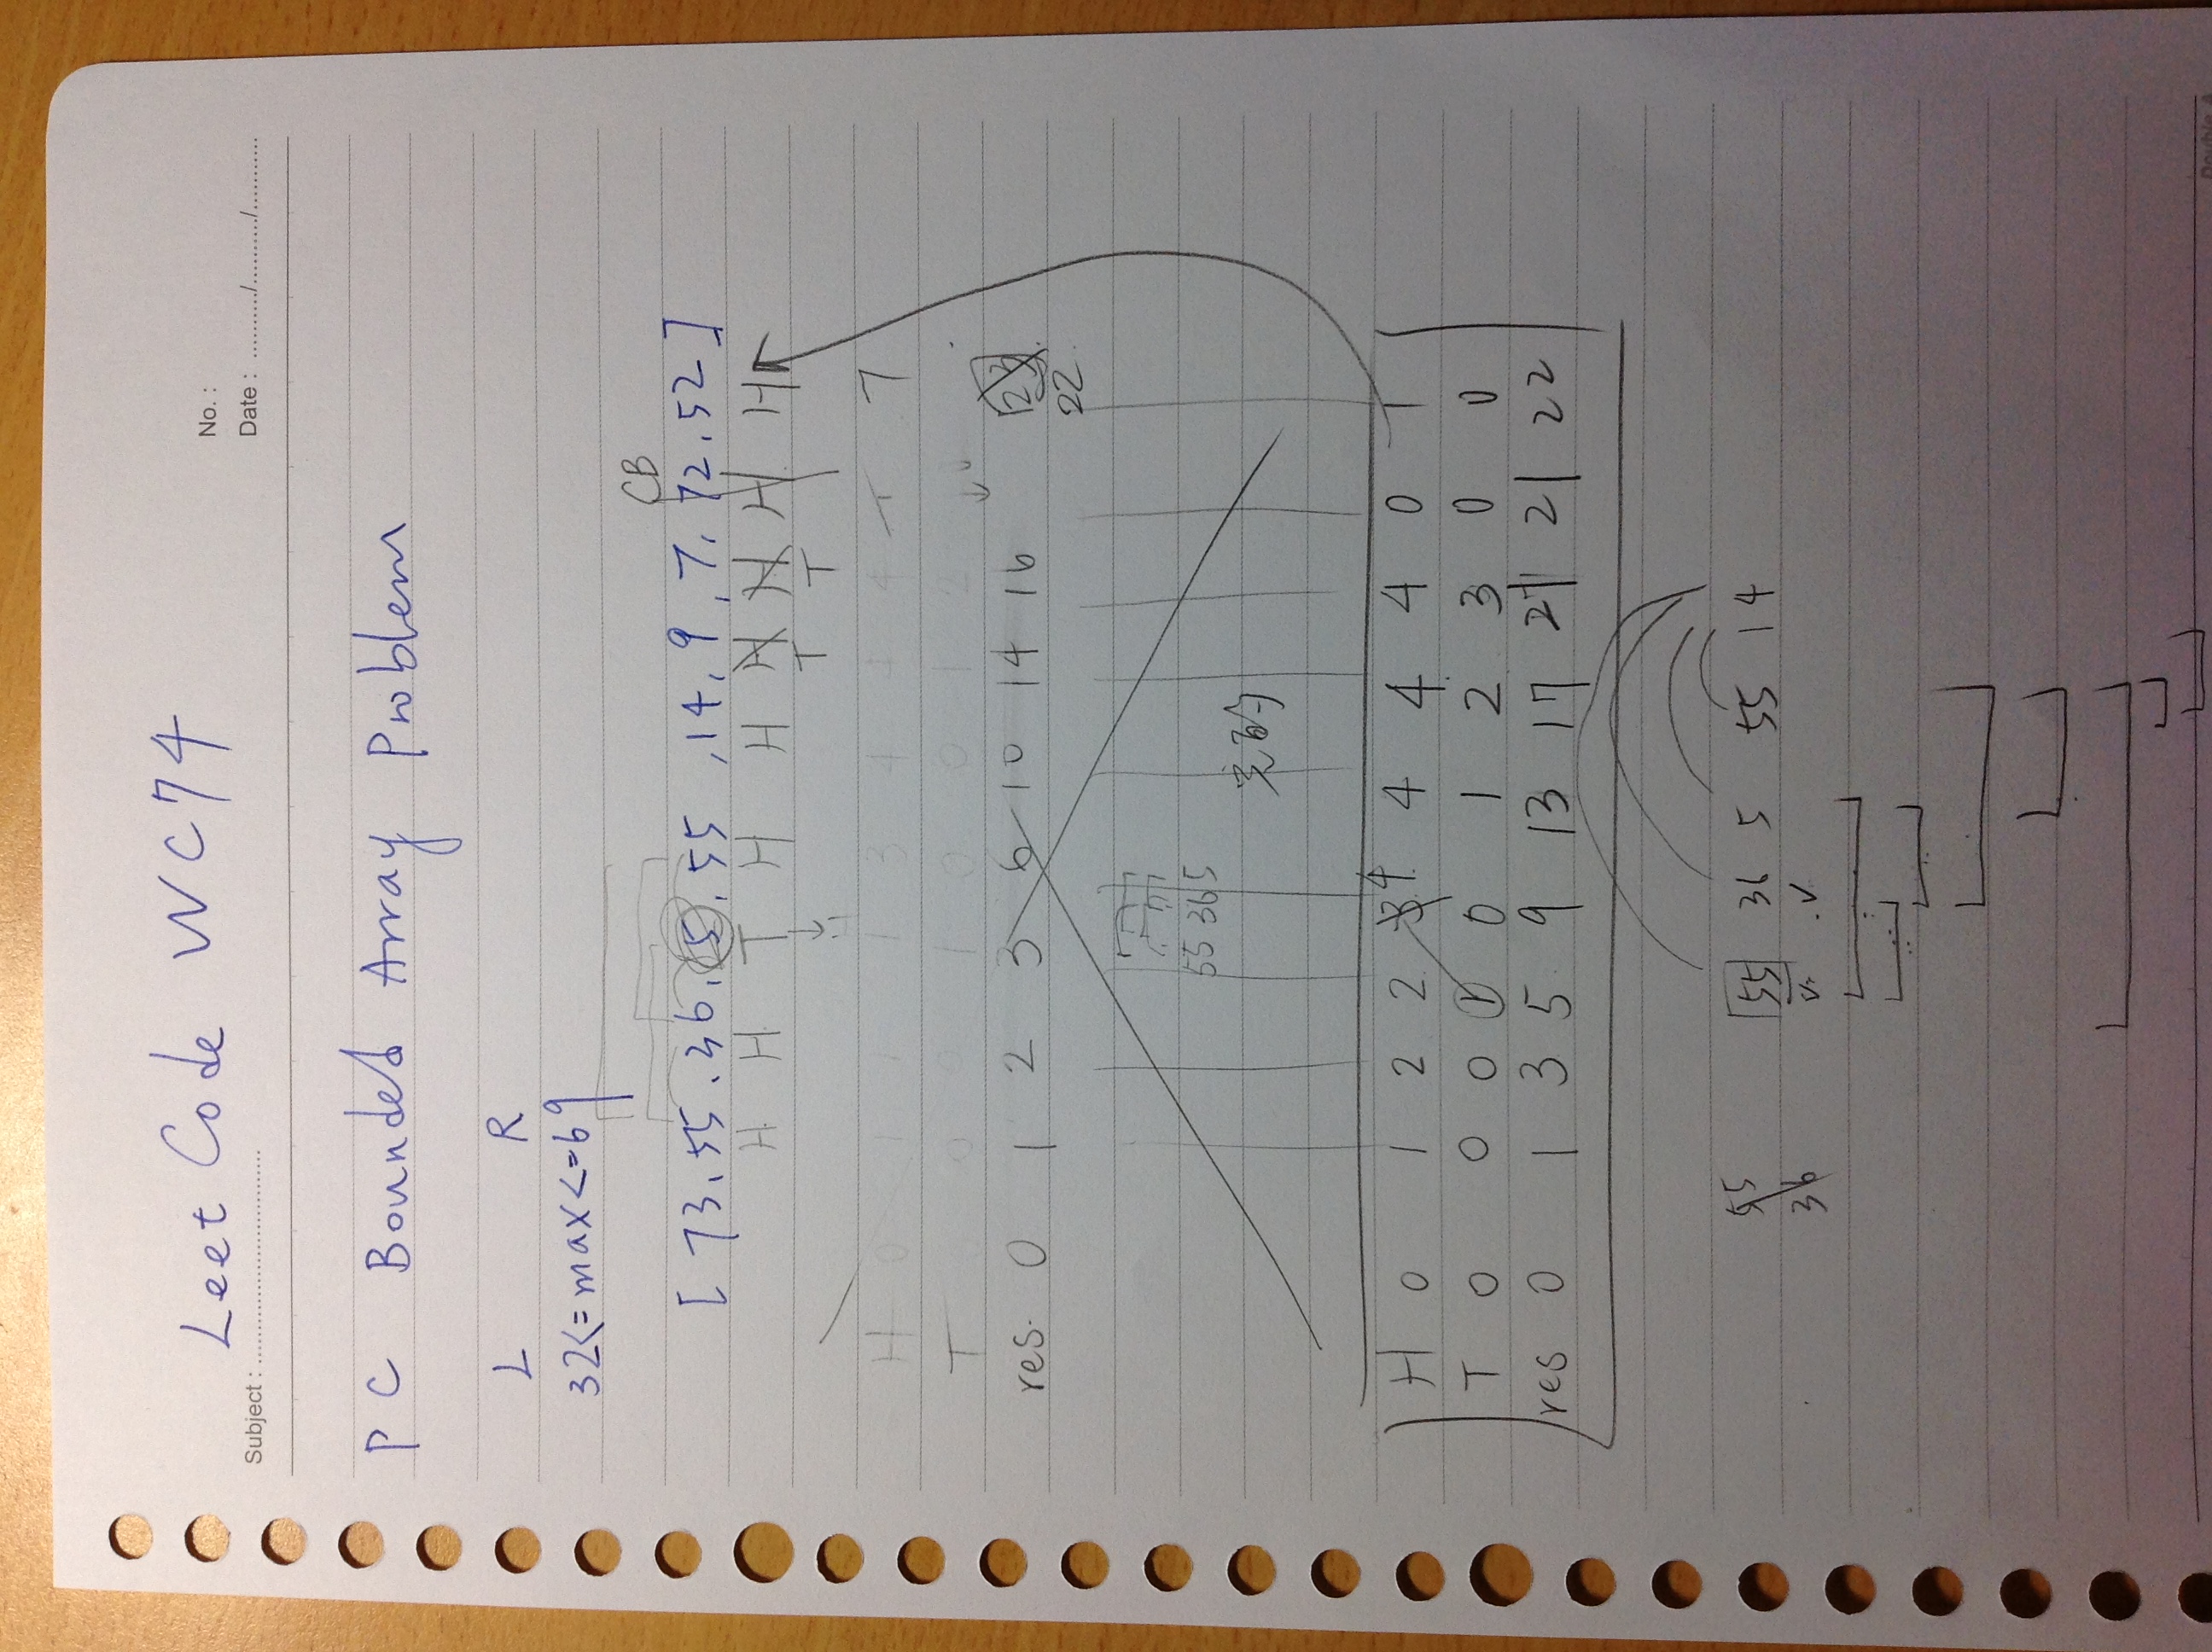 Leet Code WC74
No. :
Subject : ................................
Date : ........../........../...........
PC Bounded Array Problem
L R
32<=max<=69
CB
[ 73, 55, 36, 5, 55, 14, 9, 7, 72, 52 ]
H H T H H H H H H
T T
H
H 0 1 1 1 3 4 4 4 7
T 0 0 1 0 0 1 2
res. 0 1 2 3 6 10 14 16 23
22
55 36 5
H 0 1 2 2 3 4 4 4 4 0 1
T 0 0 0 1 0 1 2 3 0 0
res 0 1 3 5 9 13 17 21 21 22
55 55 36 5 55 14
36
Double A